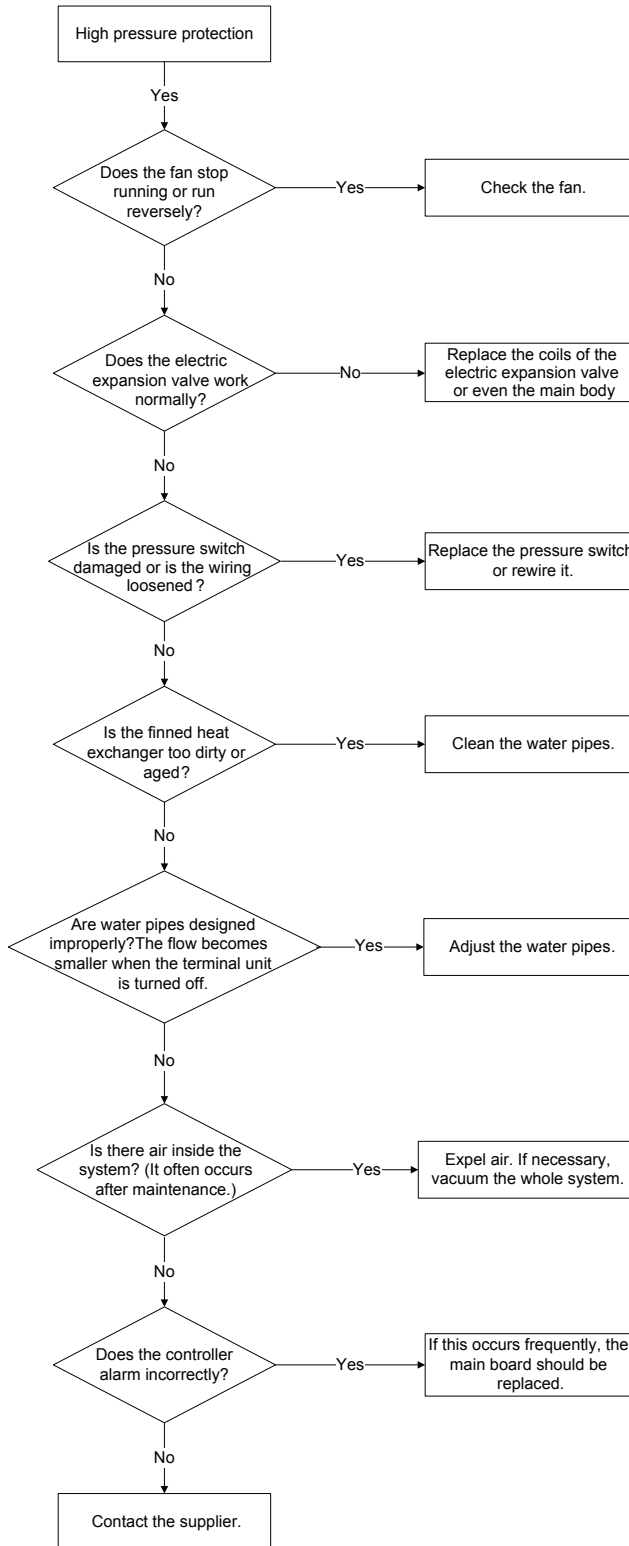 High pressure protection
Yes
Does the fan stop
running or run
reversely?
Yes
Check the fan.
No
Does the electric
expansion valve work
normally?
No
Replace the coils of the
electric expansion valve
or even the main body
No
Is the pressure switch
damaged or is the wiring
loosened ?
Yes
Replace the pressure switch
or rewire it.
No
Is the finned heat
exchanger too dirty or
aged?
Yes
Clean the water pipes.
No
Are water pipes designed
improperly?The flow becomes
smaller when the terminal unit
is turned off.
Yes
Adjust the water pipes.
No
Is there air inside the
system? (It often occurs
after maintenance.)
Yes
Expel air. If necessary,
vacuum the whole system.
No
Does the controller
alarm incorrectly?
Yes
If this occurs frequently, the
main board should be
replaced.
No
Contact the supplier.